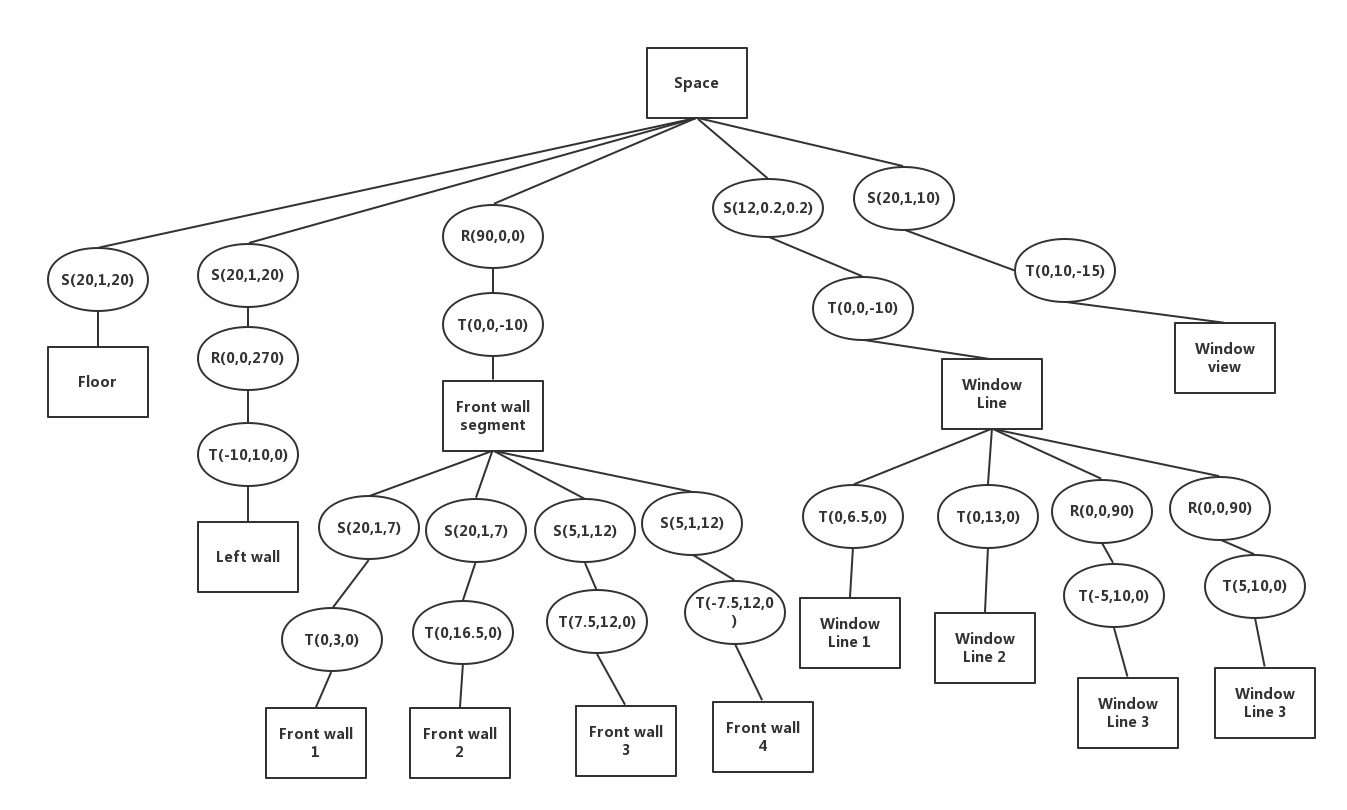 Space
S(12,0.2,0.2)
S(20,1,10)
R(90,0,0)
S(20,1,20)
S(20,1,20)
T(0,10,-15)
T(0,0,-10)
T(0,0,-10)
R(0,0,270)
Window
view
Floor
Front wall
segment
Window
Line
T(-10,10,0)
S(20,1,7)
S(20,1,7)
S(5,1,12)
S(5,1,12)
T(0,6.5,0)
T(0,13,0)
R(0,0,90)
R(0,0,90)
Left wall
T(0,3,0)
T(0,16.5,0)
T(7.5,12,0)
T(-7.5,12,0
)
T(-5,10,0)
T(5,10,0)
Window
Line 1
Window
Line 2
Window
Line 3
Window
Line 3
Front wall
1
Front wall
2
Front wall
3
Front wall
4